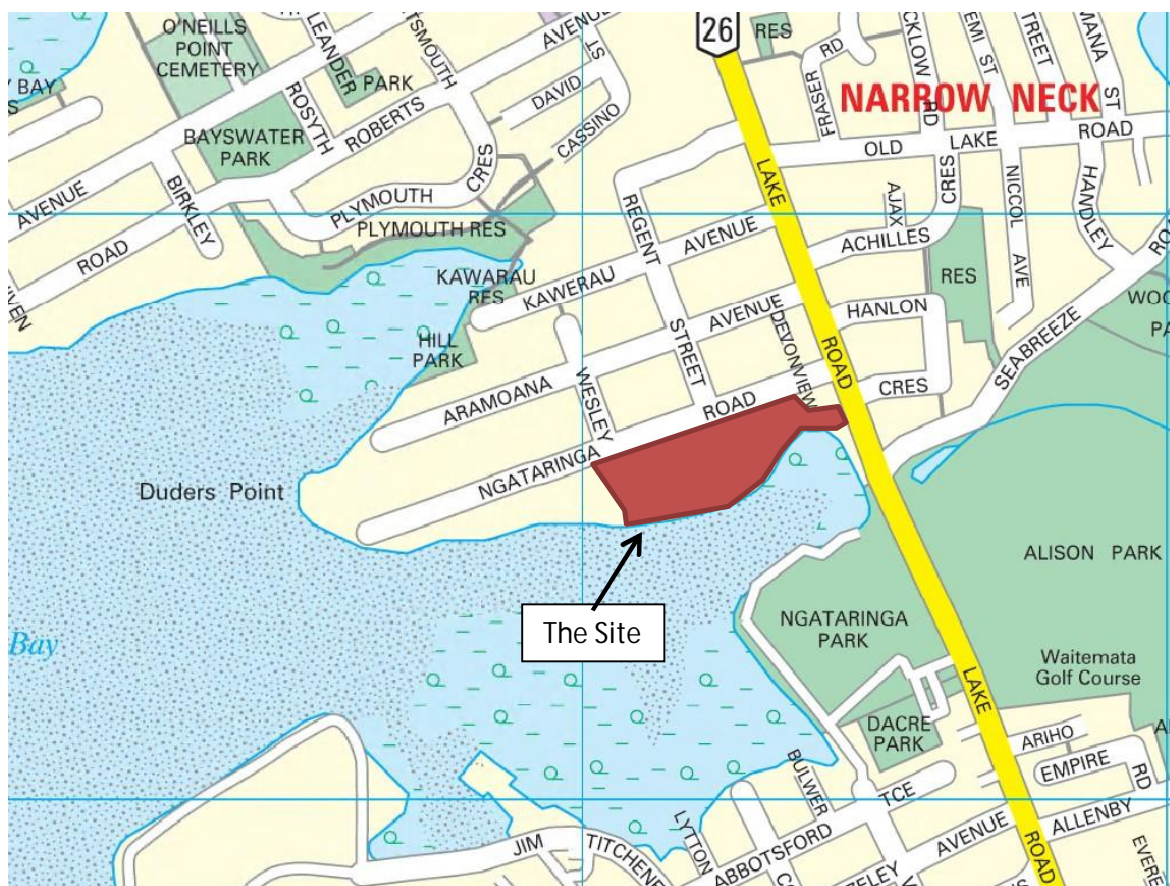 O'NEILLS
POINT
CEMETERY
LEANDER
AVENUE
26
RES
FRASER RD
NARROW NECK
ROAD
PARK
DAVID
CASSINO
ROSYTH
ROBERTS
BAYSWATER
PARK
BIRKLEY
AVENUE
ROAD
PLYMOUTH
CRES
PLYMOUTH RES
OLD LAKE ROAD
LAKE ROAD
REGENT STREET
AJAX
CRES
ACHILLES
NICCOL AVE
HANDLEY
RES
KAWARAU
RES
KAWERAU AVENUE
HILL
PARK
ARAMOANA AVENUE
DEVONVIEW
HANLON
CRES
SEABREEZE
WESLEY
NGATARINGA ROAD
Duders Point
The Site
Bay
ALISON PARK
NGATARINGA
PARK
Waitemata
Golf Course
DACRE
PARK
LAKE ROAD
ARIHO
EMPIRE RD
ALLENBY
AVENUE
BULWER
TCE
ABBOTSFORD
LYTTON
JIM
TITCHENER